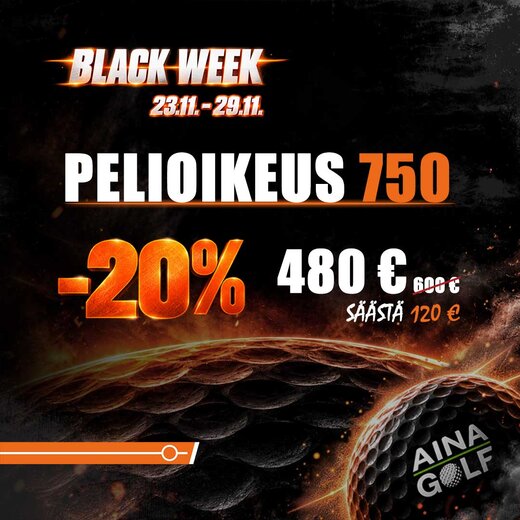 BLACK WEEK
23.11.-29.11.
PELIOIKEUS 750
-20%
480 € 600 €
SÄÄSTÄ 120 €
AINA
GOLF